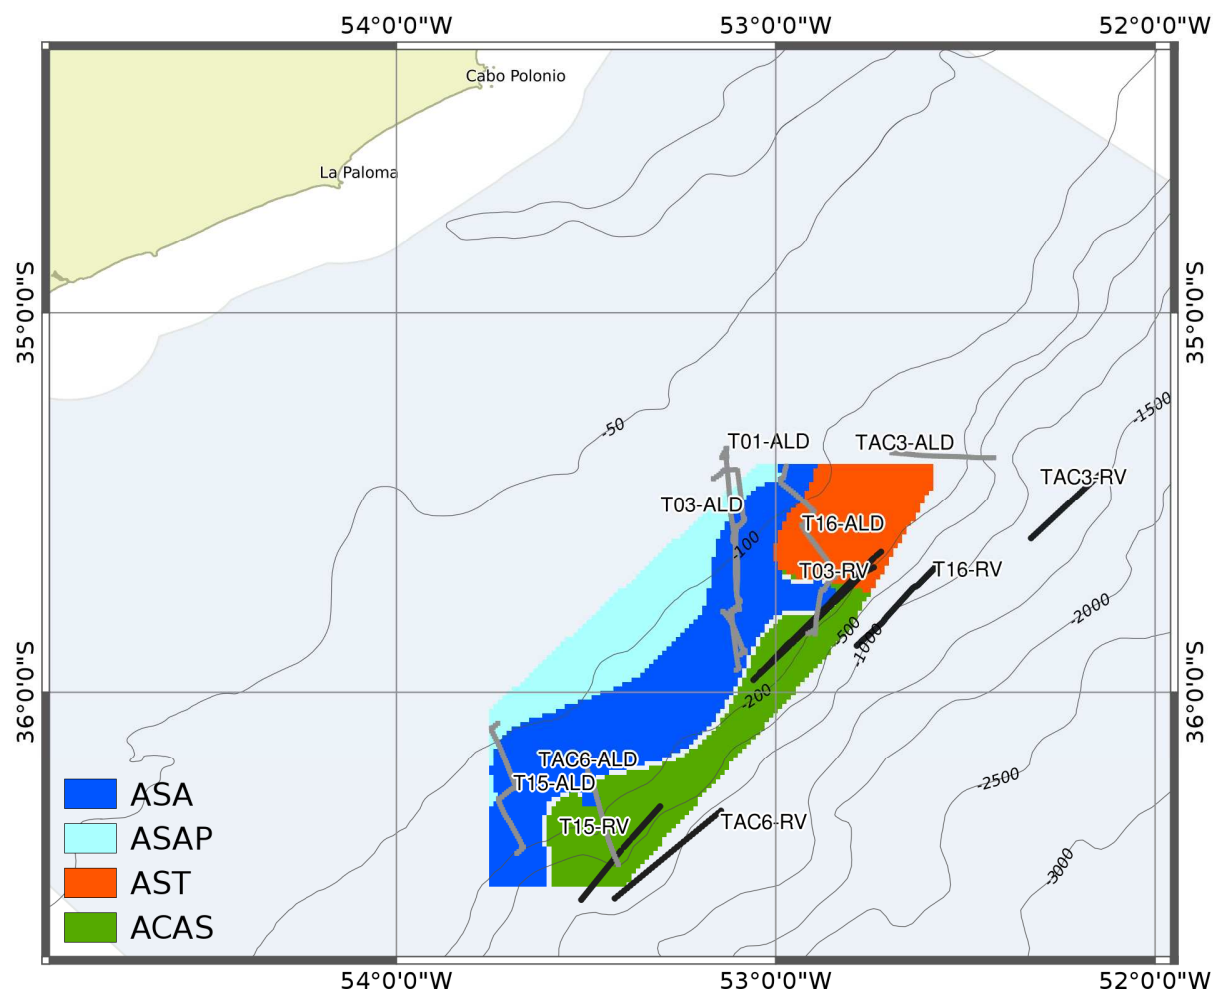 54°0'0"W
53°0'0"W
52°0'0"W
Cabo Polonio
La Paloma
35°0'0"S
35°0'0"S
-1500
-50
T01-ALD
TAC3-ALD
TAC3-RV
T03-ALD
T16-ALD
-100
T03-RV
T16-RV
-2000
-500
-1000
36°0'0"S
36°0'0"S
-200
TAC6-ALD
T15-ALD
-2500
ASA
T15-RV
TAC6-RV
ASAP
-3000
AST
ACAS
54°0'0"W
53°0'0"W
52°0'0"W